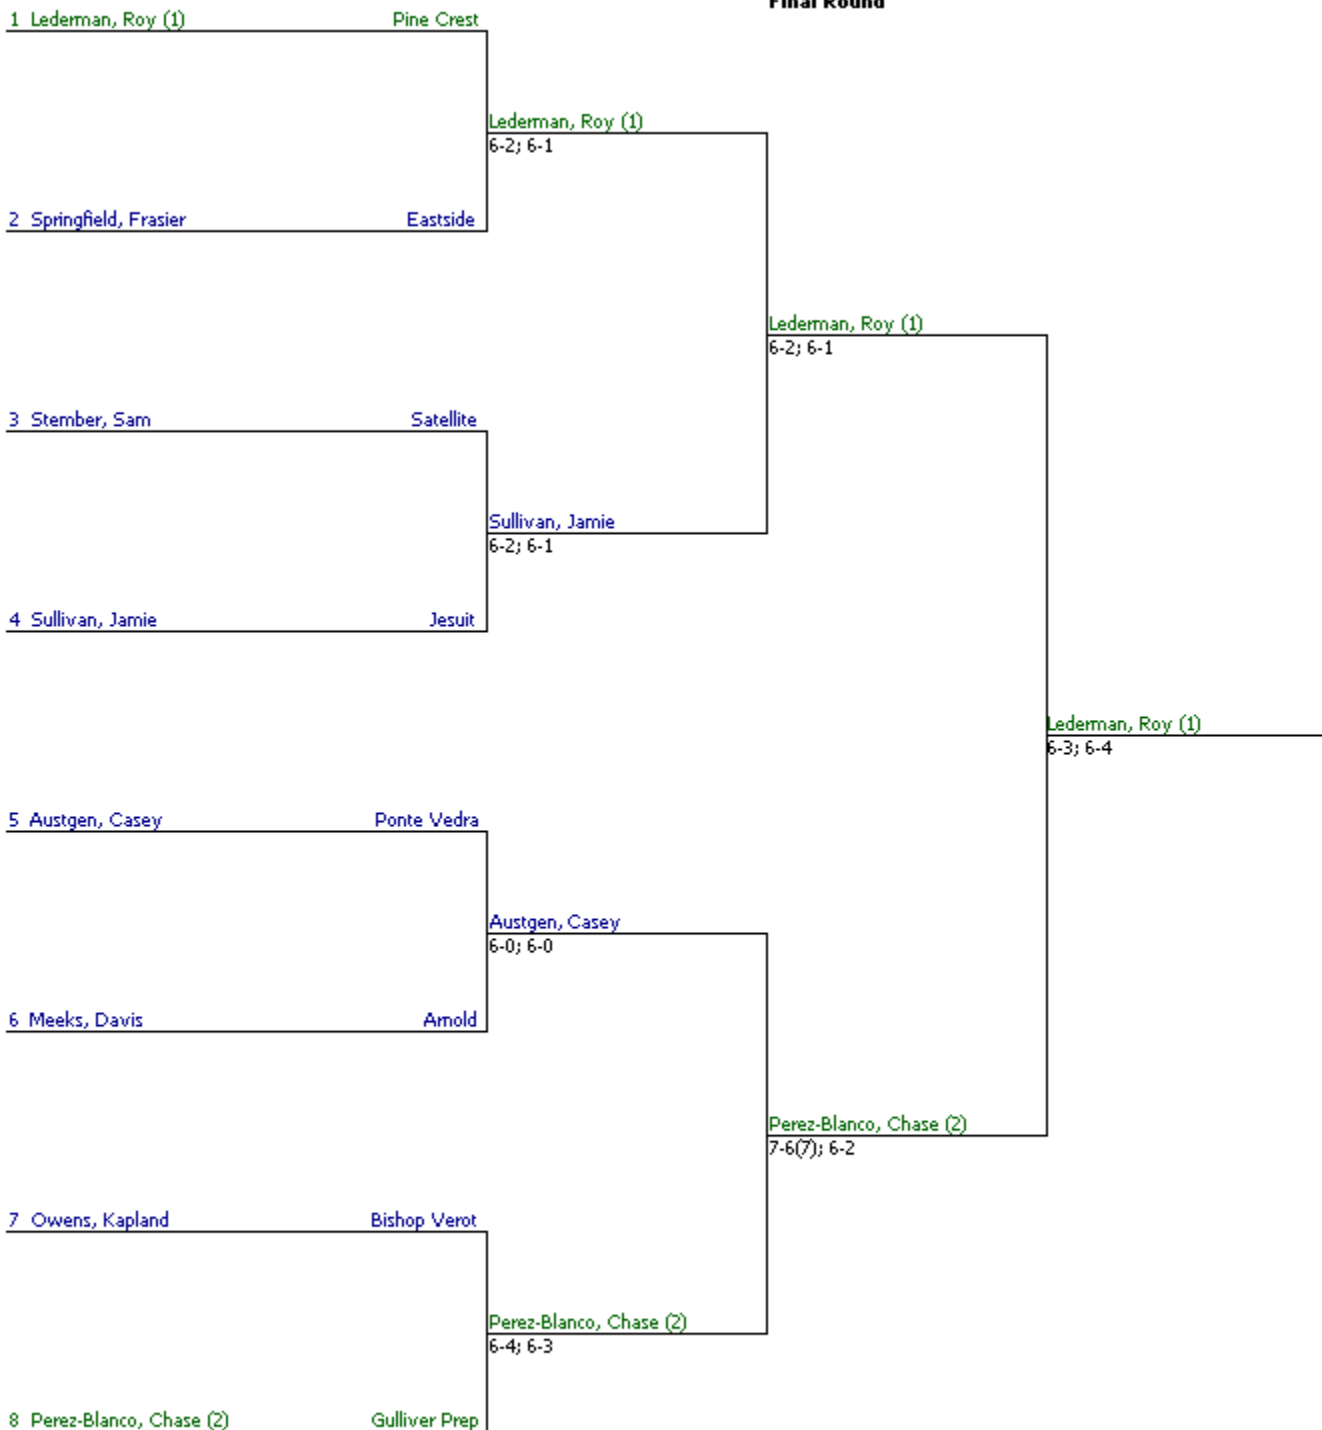 Final Round
1 Lederman, Roy (1) Pine Crest
Lederman, Roy (1)
6-2; 6-1
2 Springfield, Frasier Eastside
Lederman, Roy (1)
6-2; 6-1
3 Stember, Sam Satellite
Sullivan, Jamie
6-2; 6-1
4 Sullivan, Jamie Jesuit
Lederman, Roy (1)
6-3; 6-4
5 Austgen, Casey Ponte Vedra
Austgen, Casey
6-0; 6-0
6 Meeks, Davis Arnold
Perez-Blanco, Chase (2)
7-6(7); 6-2
7 Owens, Kapland Bishop Verot
Perez-Blanco, Chase (2)
6-4; 6-3
8 Perez-Blanco, Chase (2) Gulliver Prep